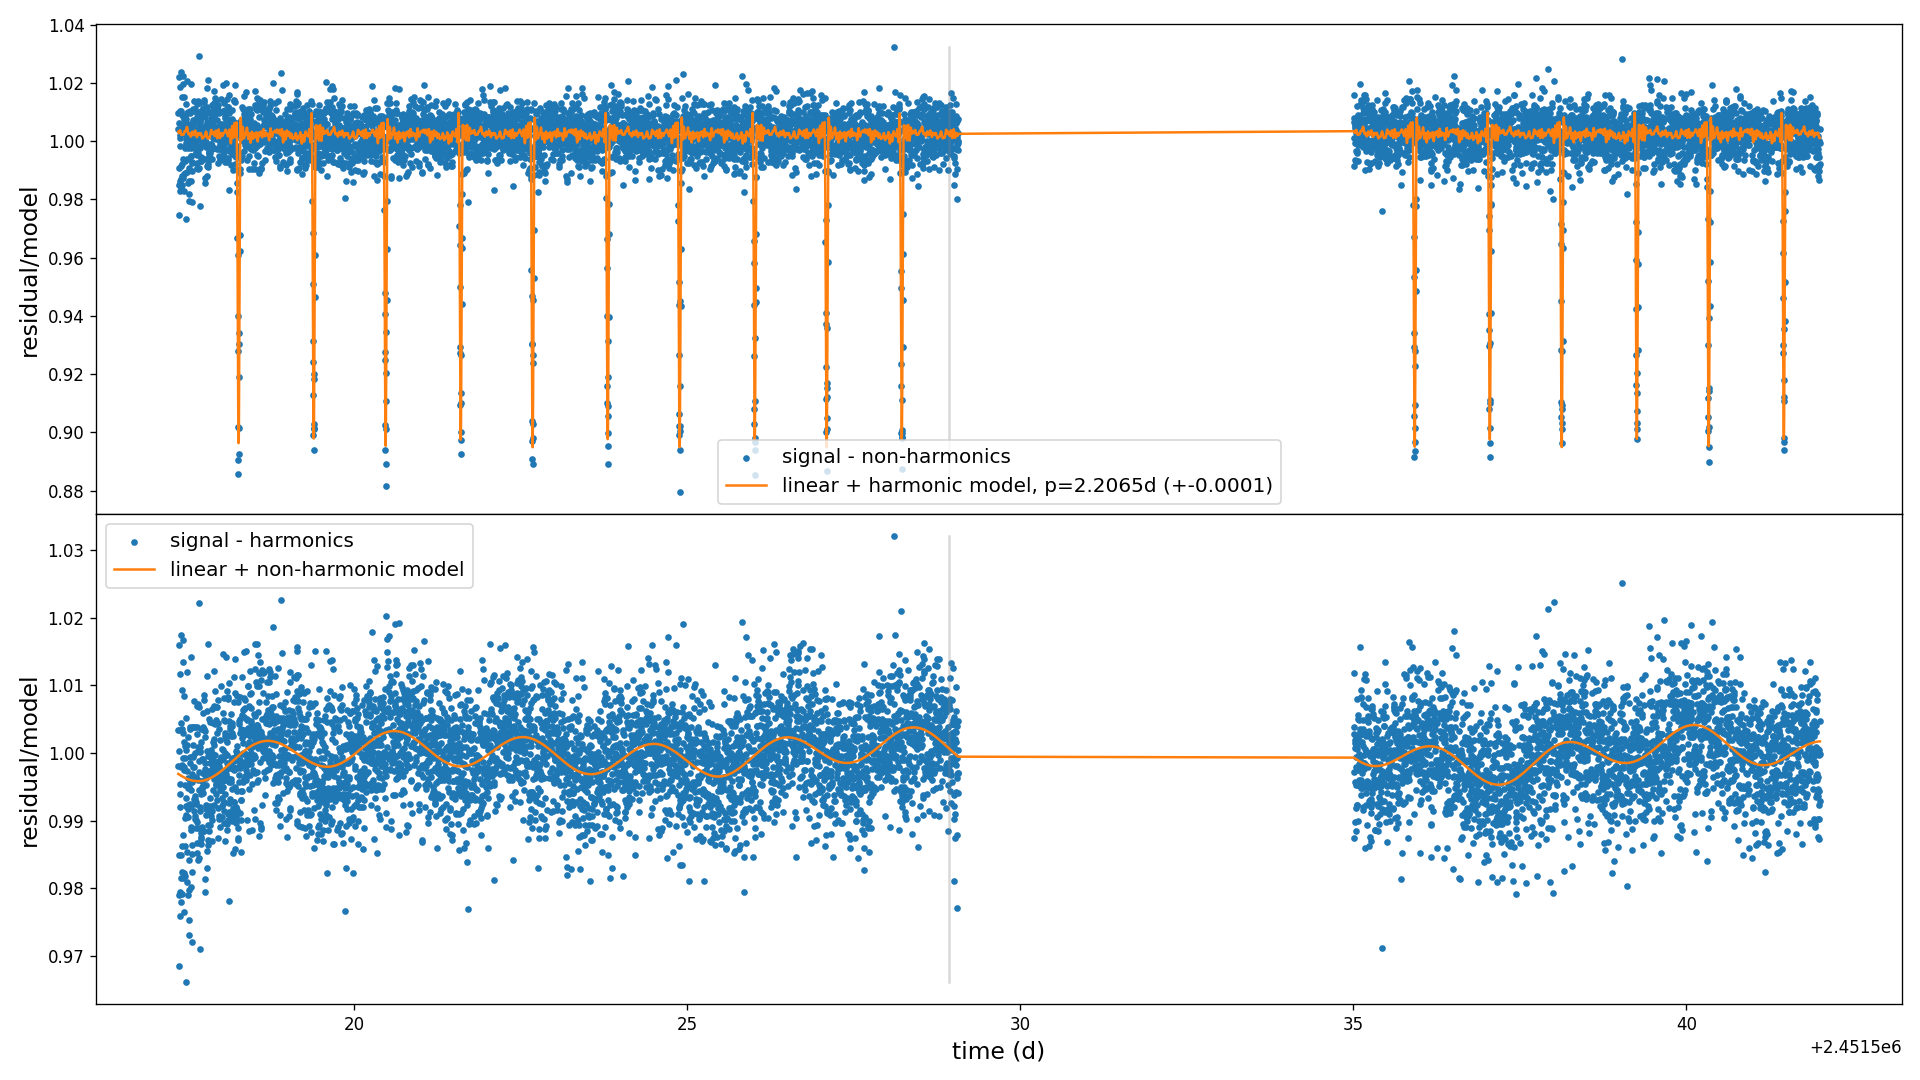 1.04
1.02
1.00
0.98
0.96
0.94
0.92
0.90
0.88
residual/model
signal - non-harmonics
linear + harmonic model, p=2.2065d (+-0.0001)
signal - harmonics
linear + non-harmonic model
1.03
1.02
1.01
1.00
0.99
0.98
0.97
residual/model
20
25
30
35
40
time (d)
+2.4515e6